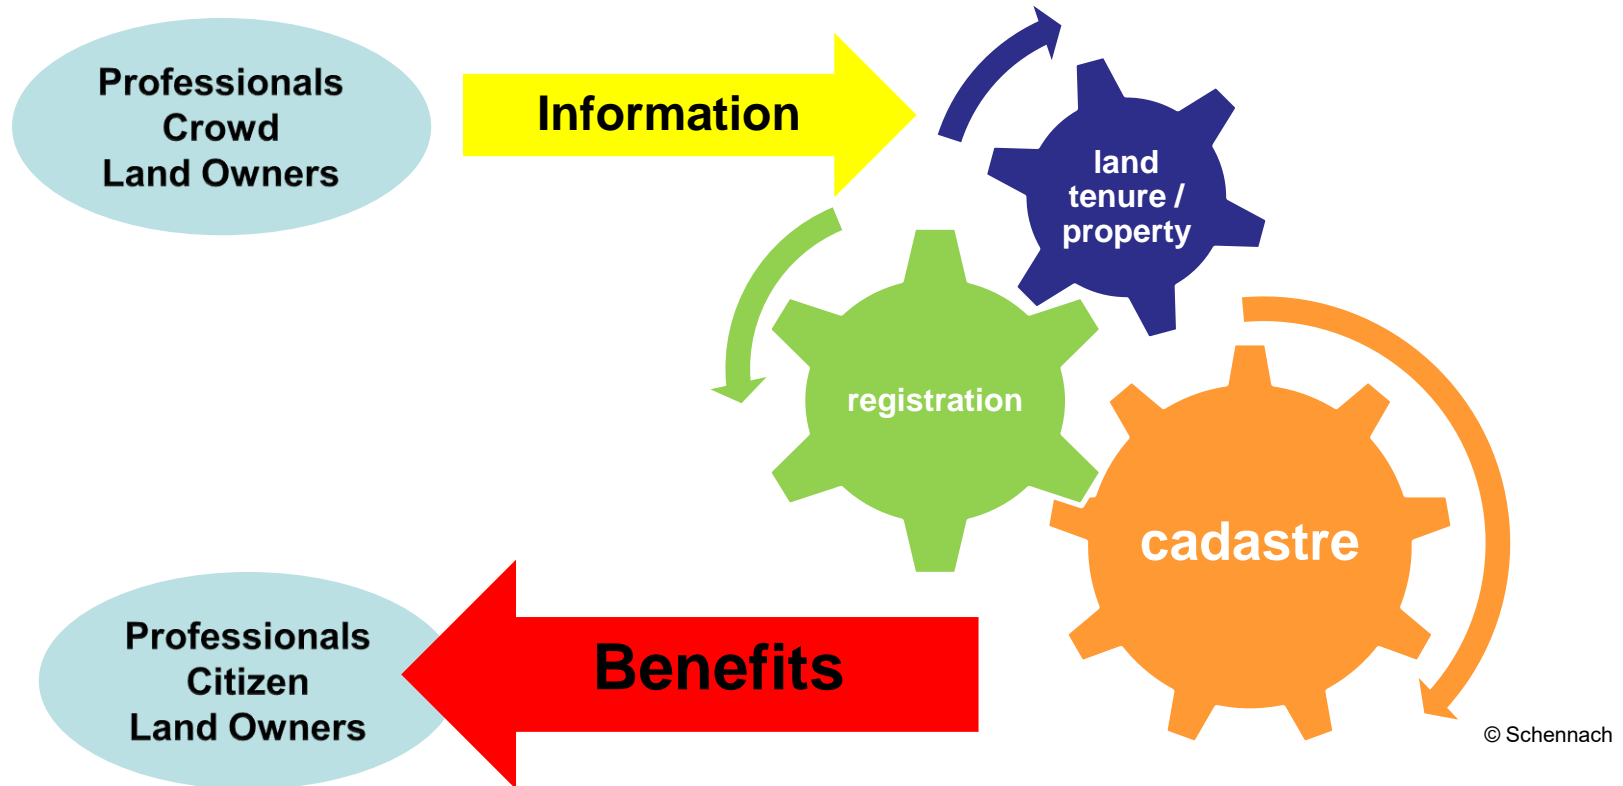 Professionals
Crowd
Land Owners
Information
land
tenure /
property
registration
cadastre
Professionals
Citizen
Land Owners
Benefits
© Schennach